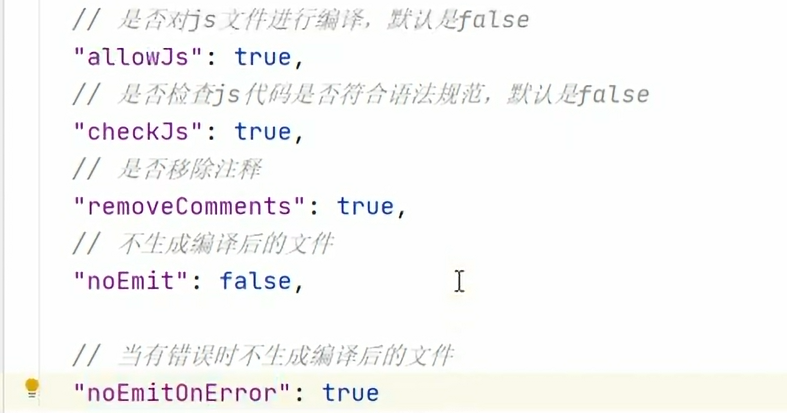 // 是否对js文件进行编译，默认是false
"allowJs": true,
// 是否检查js代码是否符合语法规范，默认是false
"checkJs": true,
// 是否移除注释
"removeComments": true,
// 不生成编译后的文件
"noEmit": false,
// 当有错误时不生成编译后的文件
"noEmitOnError": true